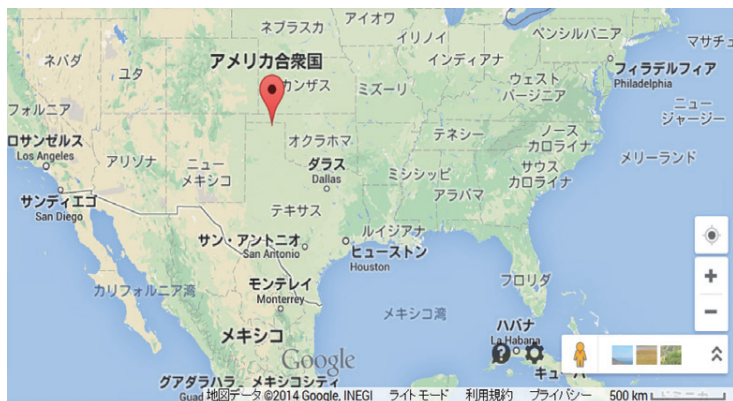 ネブラスカ
アイオワ
イリノイ
ペンシルバニア
マサチュ
ネバダ
ユタ
アメリカ合衆国
カンザス
ミズーリ
インディアナ
ウェスト
バージニア
フィラデルフィア
Philadelphia
ニュー
ジャージー
フォルニア
ロサンゼルス
Los Angeles
アリゾナ
ニュー
メキシコ
オクラホマ
テネシー
ノース
カロライナ
メリーランド
サンディエゴ
San Diego
ダラス
Dallas
ミシシッピ
アラバマ
サウス
カロライナ
テキサス
サン・アントニオ
San Antonio
ルイジアナ
ヒューストン
Houston
カリフォルニア湾
モンテレイ
Monterrey
メキシコ湾
フロリダ
メキシコ
ハバナ
La Habana
キューバ
Google
グアダラハラ
Guad
メキシコシティ
地図データ ©2014 Google, INEGI ライトモード 利用規約 プライバシー 500 km